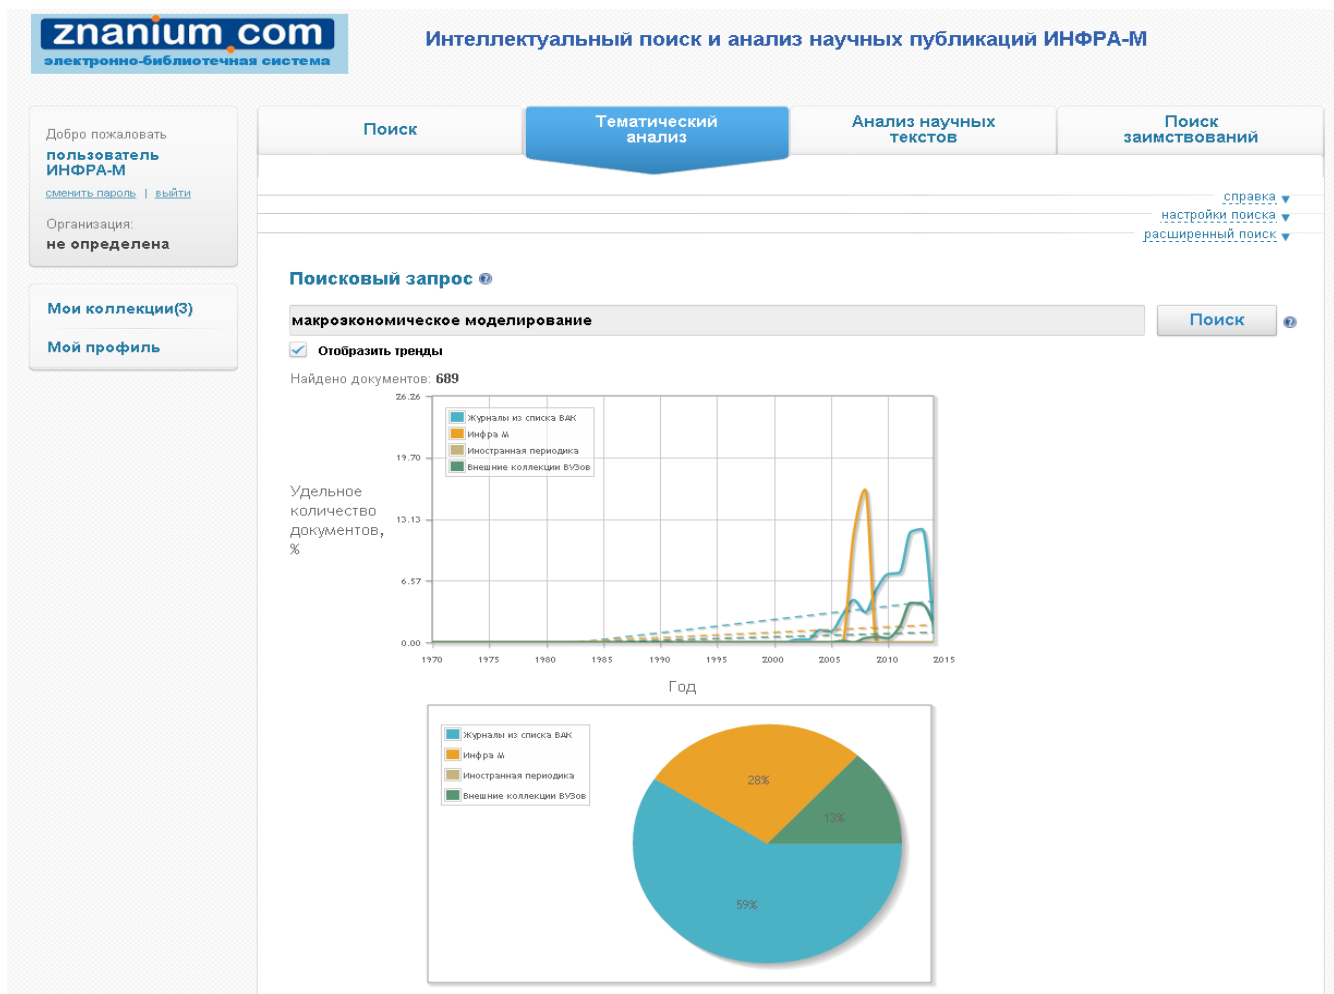 znanium.com
электронно-библиотечная система
Интеллектуальный поиск и анализ научных публикаций ИНФРА-М
Добро пожаловать
пользователь
ИНФРА-М
сменить пароль | выйти
Организация:
не определена
Мои коллекции(3)
Мой профиль
Поиск
Тематический
анализ
Анализ научных
текстов
Поиск
заимствований
справка
настройки поиска
расширенный поиск
Поисковый запрос
макроэкономическое моделирование
Поиск
Отобразить тренды
Найдено документов: 689
26.26
19.70
13.13
6.57
0.00
Удельное
количество
документов,
%
Журналы из списка ВАК
Инфра М
Иностранная периодика
Внешние коллекции ВУЗов
1970 1975 1980 1985 1990 1995 2000 2005 2010 2015
Год
Журналы из списка ВАК
Инфра М
Иностранная периодика
Внешние коллекции ВУЗов
28%
13%
59%